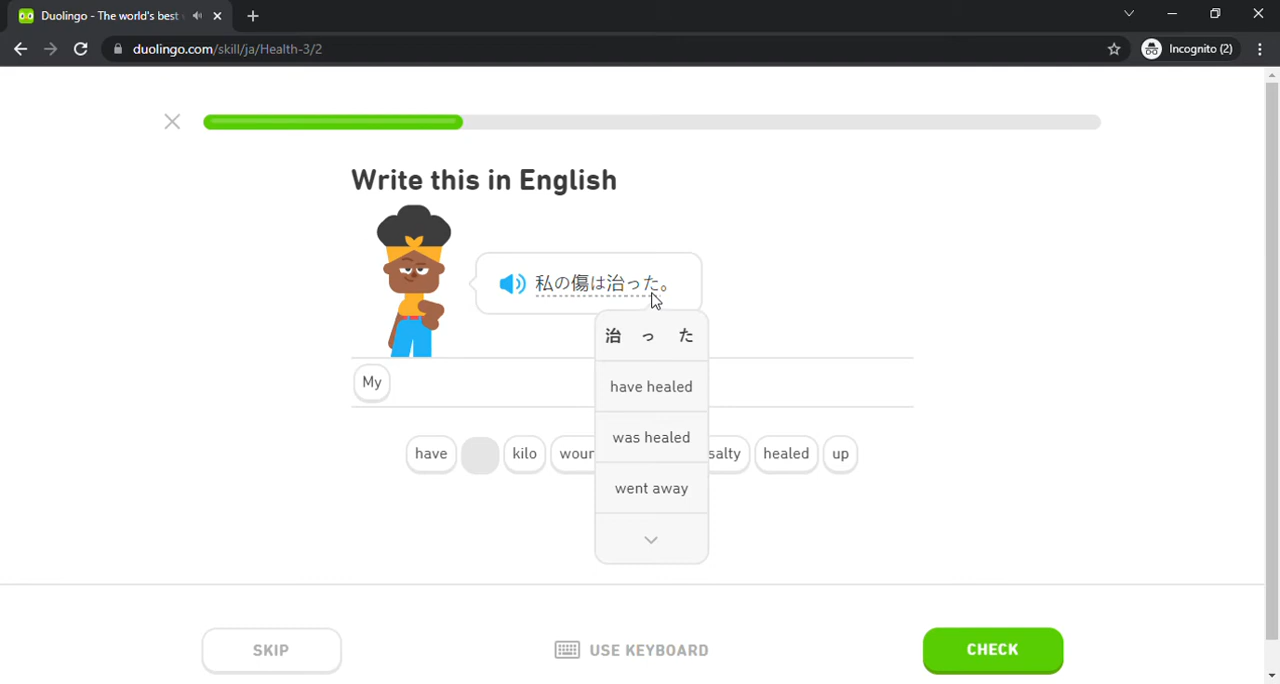 Duolingo - The world's best
duolingo.com/skill/ja/Health-3/2
Incognito (2)
Write this in English
私の傷は治った。
治った
have healed
was healed
went away
My
have kilo salty healed up
SKIP
USE KEYBOARD
CHECK